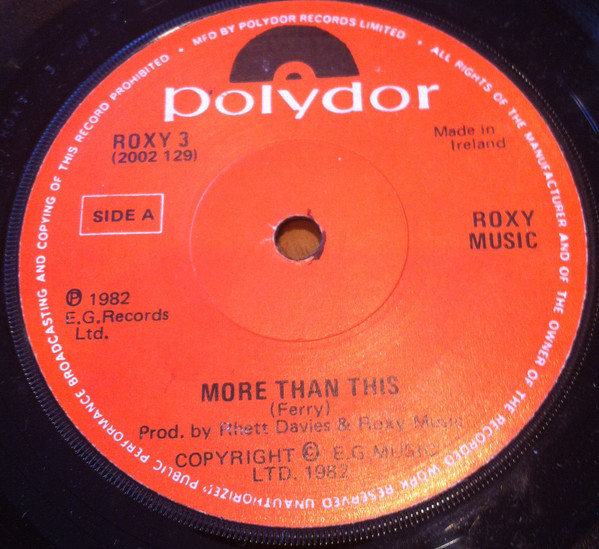 MFD BY POLYDOR RECORDS LIMITED • ALL RIGHTS OF THE MANUFACTURER AND OF THE OWNER OF THE RECORDED WORK RESERVED UNAUTHORIZED PUBLIC PERFORMANCE BROADCASTING AND COPYING OF THIS RECORD PROHIBITED •
polydor
ROXY 3
(2002 129)
Made in
Ireland
SIDE A
ROXY
MUSIC
℗ 1982
E.G. Records
Ltd.
MORE THAN THIS
(Ferry)
Prod. by Rhett Davies & Roxy Music
COPYRIGHT © E.G. MUSIC
LTD. 1982